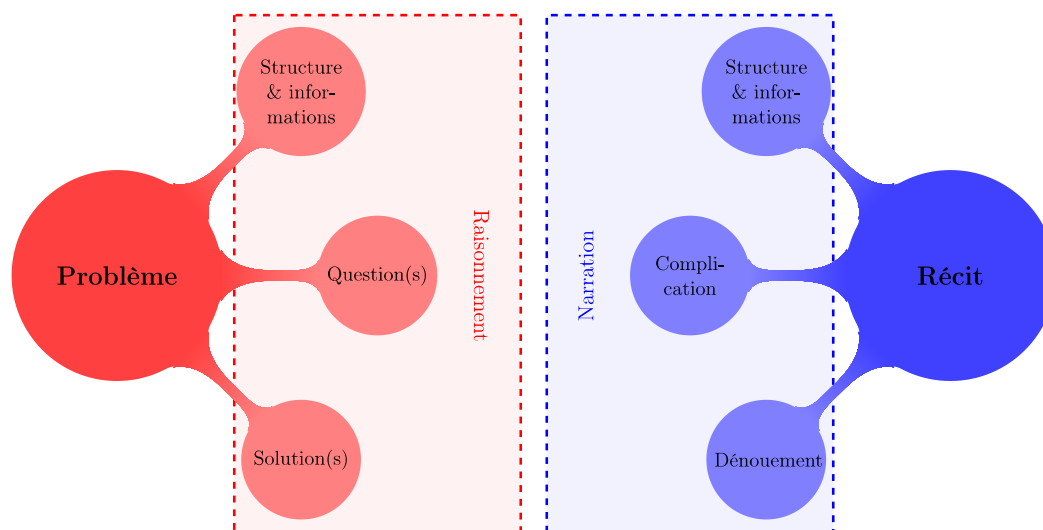 Structure
& infor-
mations
Problème
Question(s)
Solution(s)
Raisonnement
Narration
Structure
& infor-
mations
Compli-
cation
Récit
Dénouement